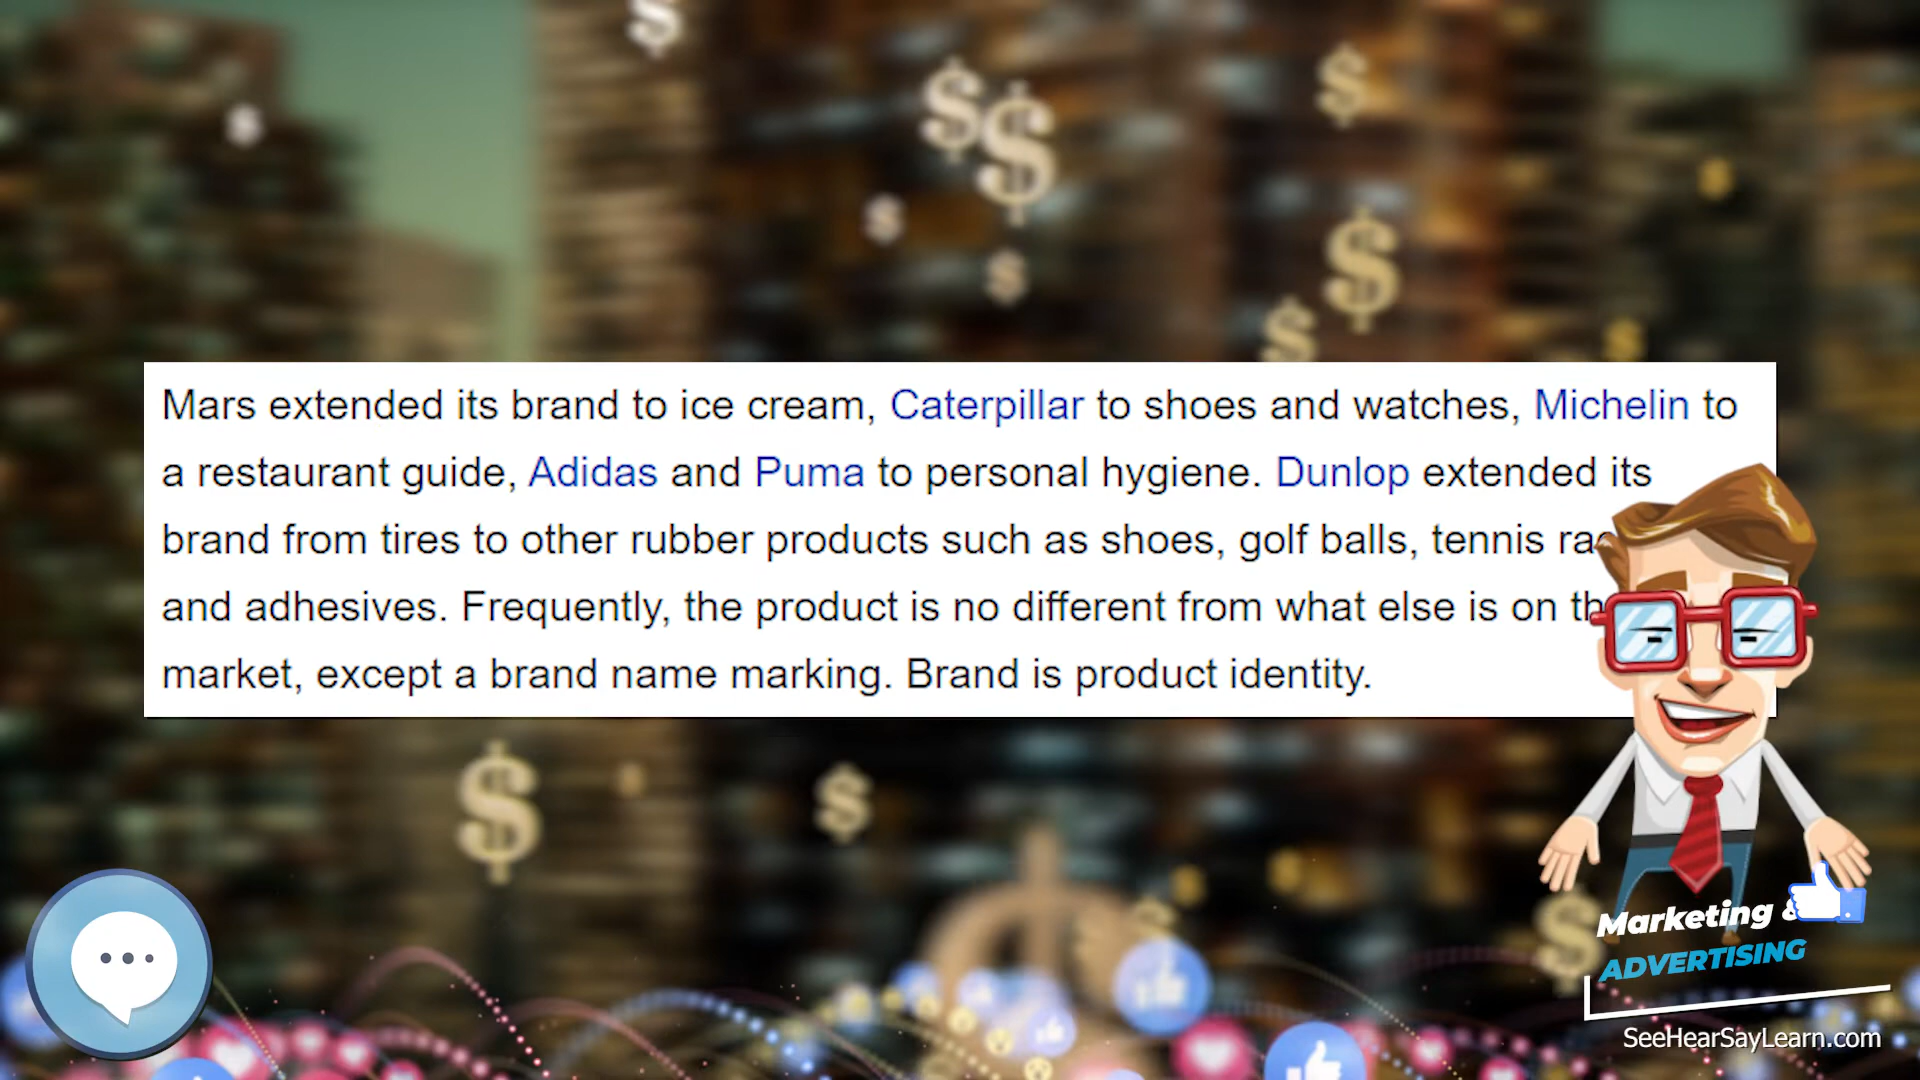 Mars extended its brand to ice cream, Caterpillar to shoes and watches, Michelin to
a restaurant guide, Adidas and Puma to personal hygiene. Dunlop extended its
brand from tires to other rubber products such as shoes, golf balls, tennis
and adhesives. Frequently, the product is no different from what else is on
market, except a brand name marking. Brand is product identity.
Marketing &
ADVERTISING
SeeHearSayLearn.com